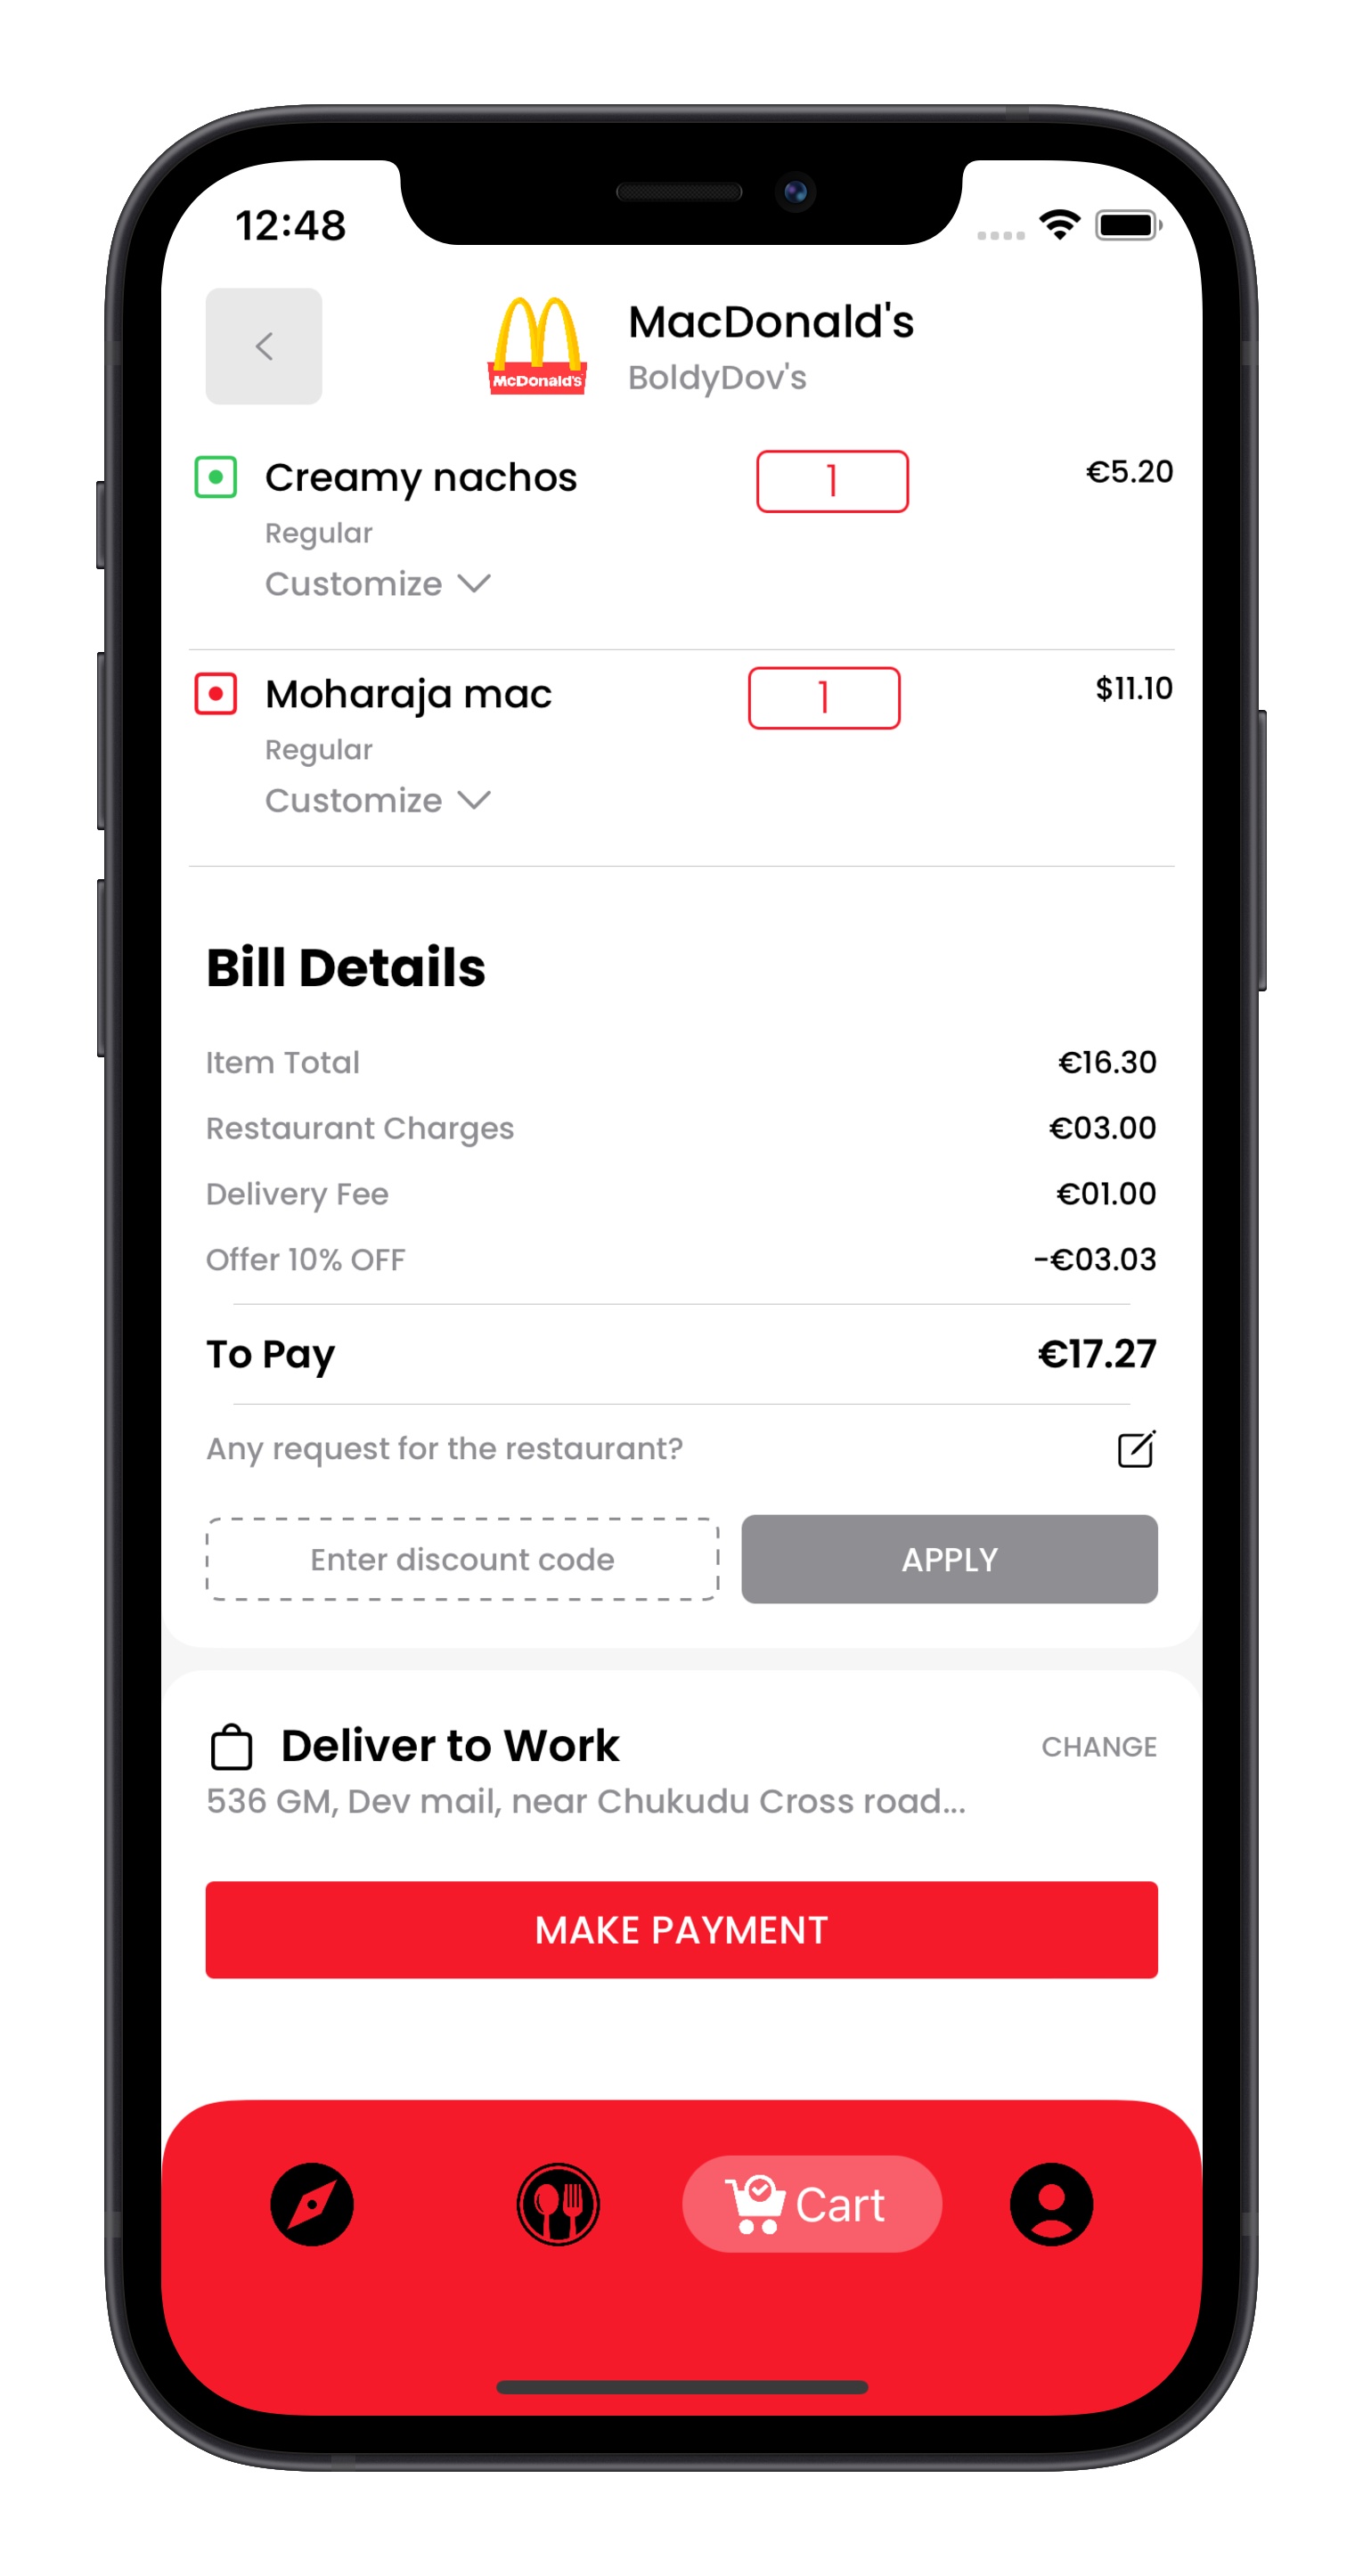 12:48
McDonald's
MacDonald's
BoldyDov's
Creamy nachos
1
€5.20
Regular
Customize
Moharaja mac
1
$11.10
Regular
Customize
Bill Details
Item Total €16.30
Restaurant Charges €03.00
Delivery Fee €01.00
Offer 10% OFF -€03.03
To Pay €17.27
Any request for the restaurant?
Enter discount code APPLY
Deliver to Work CHANGE
536 GM, Dev mail, near Chukudu Cross road...
MAKE PAYMENT
Cart